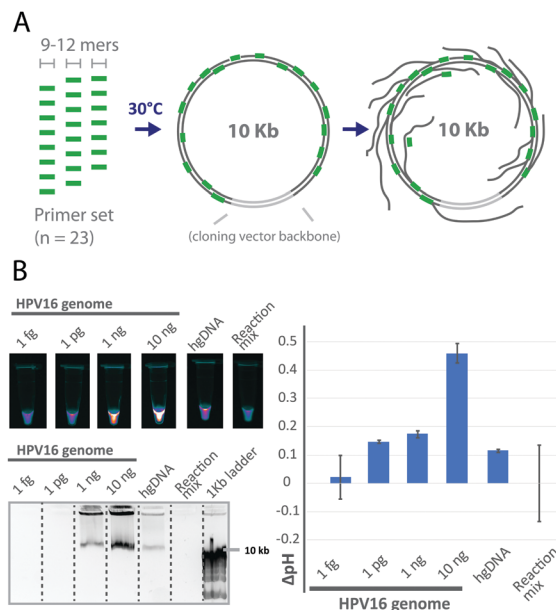 A
9-12 mers
30°C
10 Kb
10 Kb
Primer set
(n = 23)
(cloning vector backbone)
B
HPV16 genome
1 fg
1 pg
1 ng
10 ng
hgDNA
Reaction
mix
HPV16 genome
1 fg
1 pg
1 ng
10 ng
hgDNA
Reaction
mix
1Kb ladder
10 kb
0.5
0.4
0.3
0.2
0.1
0
-0.1
-0.2
ΔpH
1 fg
1 pg
1 ng
10 ng
hgDNA
Reaction
mix
HPV16 genome